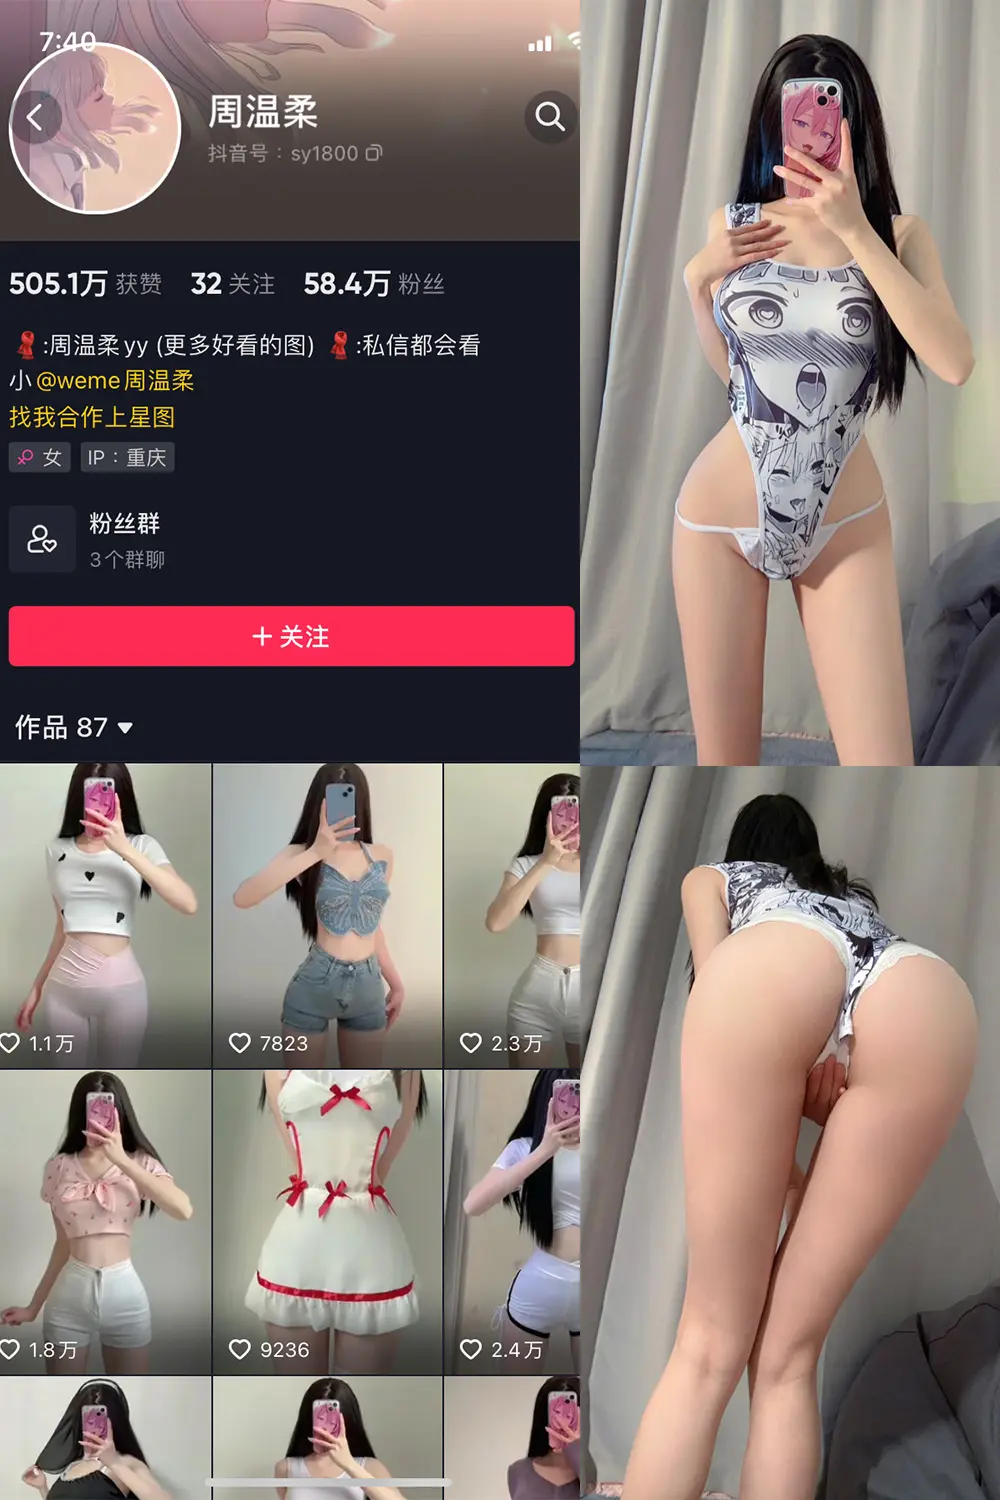 7:40
周温柔
抖音号：sy1800
505.1万 获赞 32 关注 58.4万 粉丝
:周温柔yy (更多好看的图) :私信都会看
小@weme周温柔
找我合作上星图
女 IP：重庆
粉丝群
3个群聊
+ 关注
作品 87
1.1万 7823 2.3万
1.8万 9236 2.4万